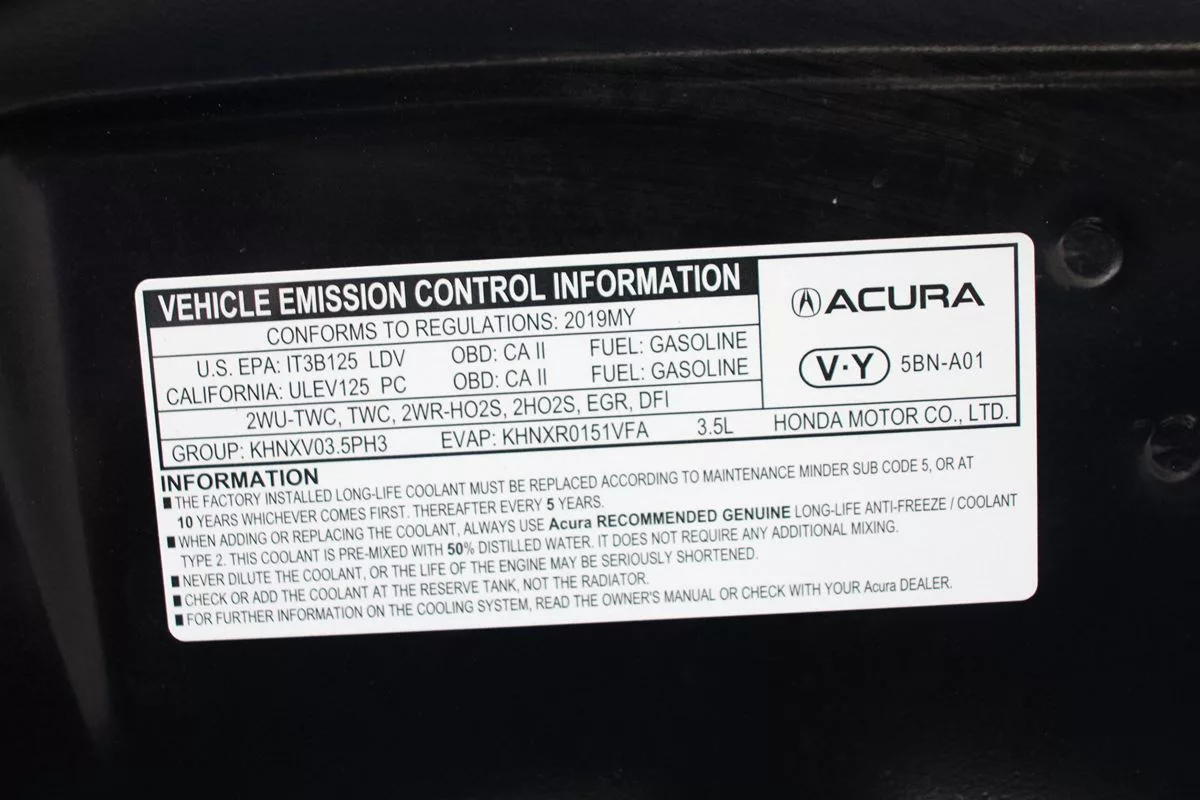 VEHICLE EMISSION CONTROL INFORMATION
CONFORMS TO REGULATIONS: 2019MY
U.S. EPA: IT3B125 LDV OBD: CA II FUEL: GASOLINE
CALIFORNIA: ULEV125 PC OBD: CA II FUEL: GASOLINE
2WU-TWC, TWC, 2WR-HO2S, 2HO2S, EGR, DFI
GROUP: KHNXV03.5PH3 EVAP: KHNXR0151VFA 3.5L
ACURA
V·Y 5BN-A01
HONDA MOTOR CO., LTD.
INFORMATION
■ THE FACTORY INSTALLED LONG-LIFE COOLANT MUST BE REPLACED ACCORDING TO MAINTENANCE MINDER SUB CODE 5, OR AT
10 YEARS WHICHEVER COMES FIRST. THEREAFTER EVERY 5 YEARS.
■ WHEN ADDING OR REPLACING THE COOLANT, ALWAYS USE Acura RECOMMENDED GENUINE LONG-LIFE ANTI-FREEZE / COOLANT
TYPE 2. THIS COOLANT IS PRE-MIXED WITH 50% DISTILLED WATER. IT DOES NOT REQUIRE ANY ADDITIONAL MIXING.
■ NEVER DILUTE THE COOLANT, OR THE LIFE OF THE ENGINE MAY BE SERIOUSLY SHORTENED.
■ CHECK OR ADD THE COOLANT AT THE RESERVE TANK, NOT THE RADIATOR.
■ FOR FURTHER INFORMATION ON THE COOLING SYSTEM, READ THE OWNER'S MANUAL OR CHECK WITH YOUR Acura DEALER.